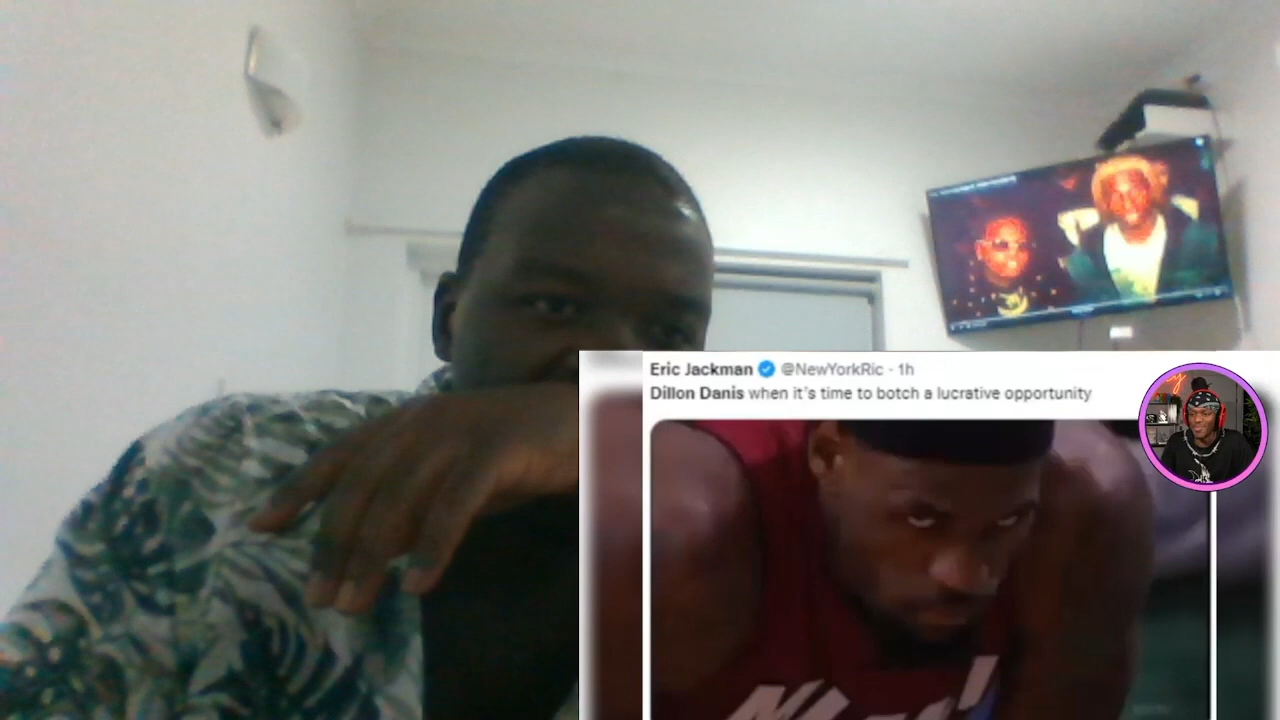 Eric Jackman @NewYorkRic · 1h
Dillon Danis when it's time to botch a lucrative opportunity